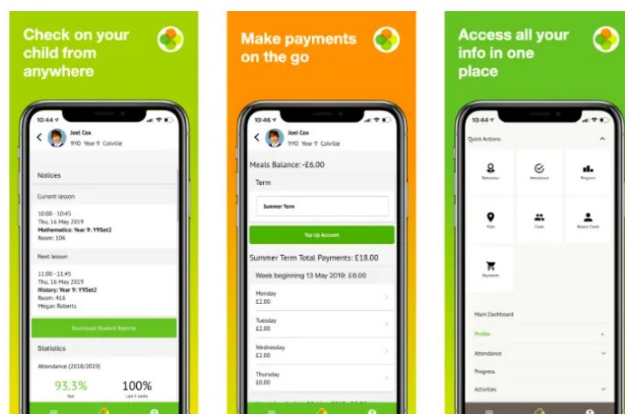 Check on your
child from
anywhere
10:44
Joel Cox
9YO Year 9 Colville
Notices
Current lesson
10:00 - 10:45
Thu, 16 May 2019
Mathematics: Year 9: Y9Set2
Room: 106
Next lesson
11:00 - 11:45
Thu, 16 May 2019
History: Year 9: Y9Set2
Room: 416
Megan Roberts
Download Student Reports
Statistics
Attendance (2018/2019)
93.3% 100%
Year Last 4 weeks
Make payments
on the go
10:46
Joel Cox
9YO Year 9 Colville
Meals Balance: -£6.00
Term
Summer Term
Top Up Account
Summer Term Total Payments: £18.00
Week beginning 13 May 2019: £6.00
Monday
£2.00
Tuesday
£2.00
Wednesday
£2.00
Thursday
£0.00
Access all your
info in one
place
10:44
Quick Actions
Behaviour Attendance Progress
Clubs Report Cards
Payments
Main Dashboard
Profile
Attendance
Progress
Activities